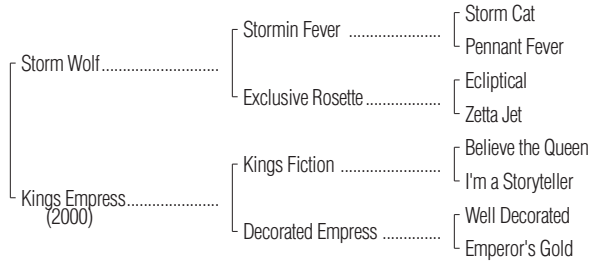 Storm Cat
Stormin Fever ...................
Pennant Fever
Storm Wolf........................
Ecliptical
Exclusive Rosette................
Zetta Jet
Believe the Queen
Kings Fiction .....................
I'm a Storyteller
Kings Empress...................
(2000)
Well Decorated
Decorated Empress ............
Emperor's Gold